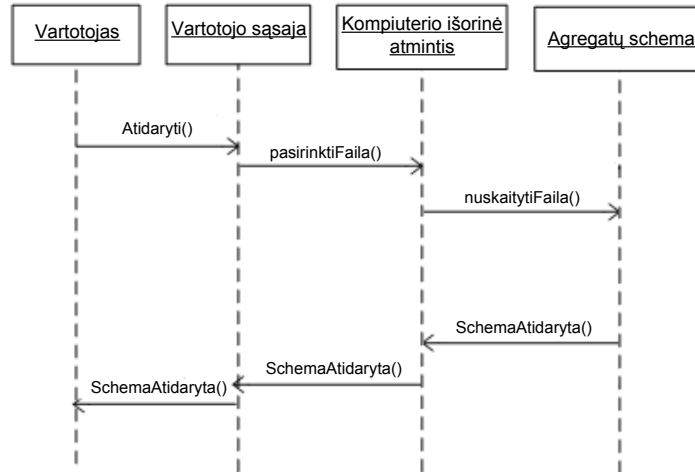 Vartotojas
Vartotojo sąsaja
Kompiuterio išorinė
atmintis
Agregatų schema
Atidaryti()
pasirinktiFaila()
nuskaitytiFaila()
SchemaAtidaryta()
SchemaAtidaryta()
SchemaAtidaryta()